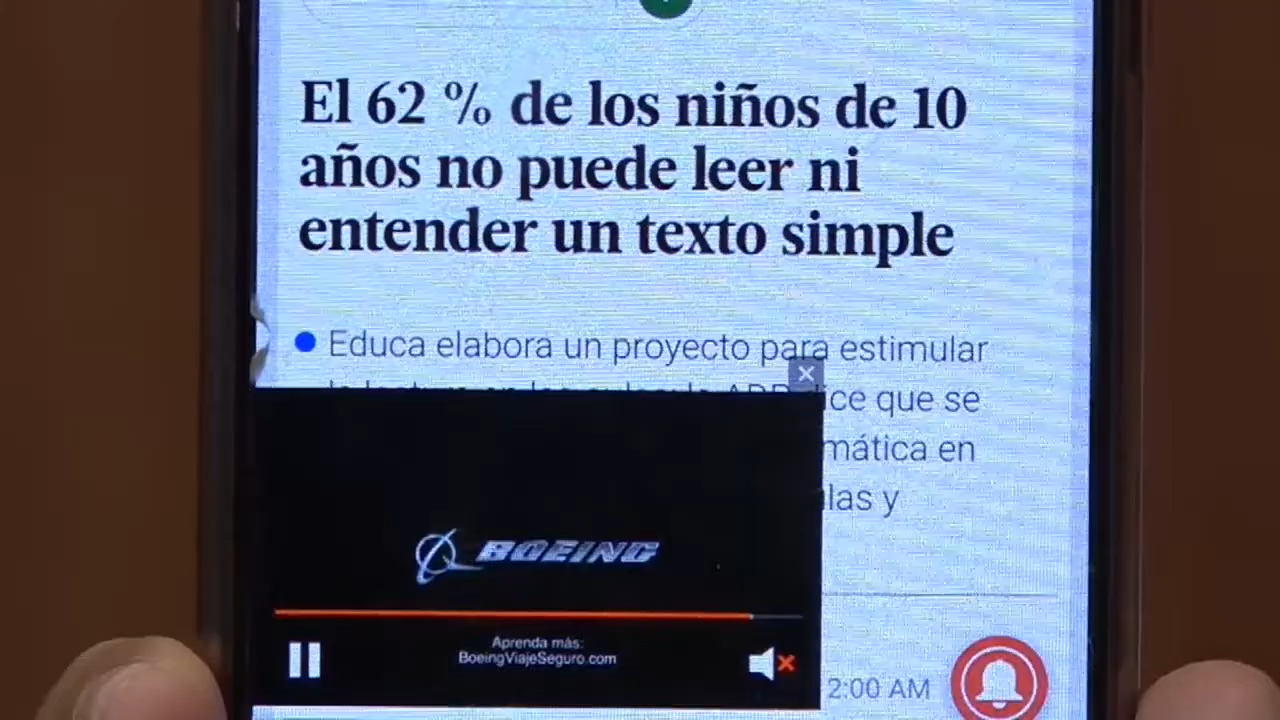 El 62 % de los niños de 10
años no puede leer ni
entender un texto simple
Educa elabora un proyecto para estimular
ice que se
mática en
las y
BOEING
Aprenda más:
BoeingViajeSeguro.com
2:00 AM